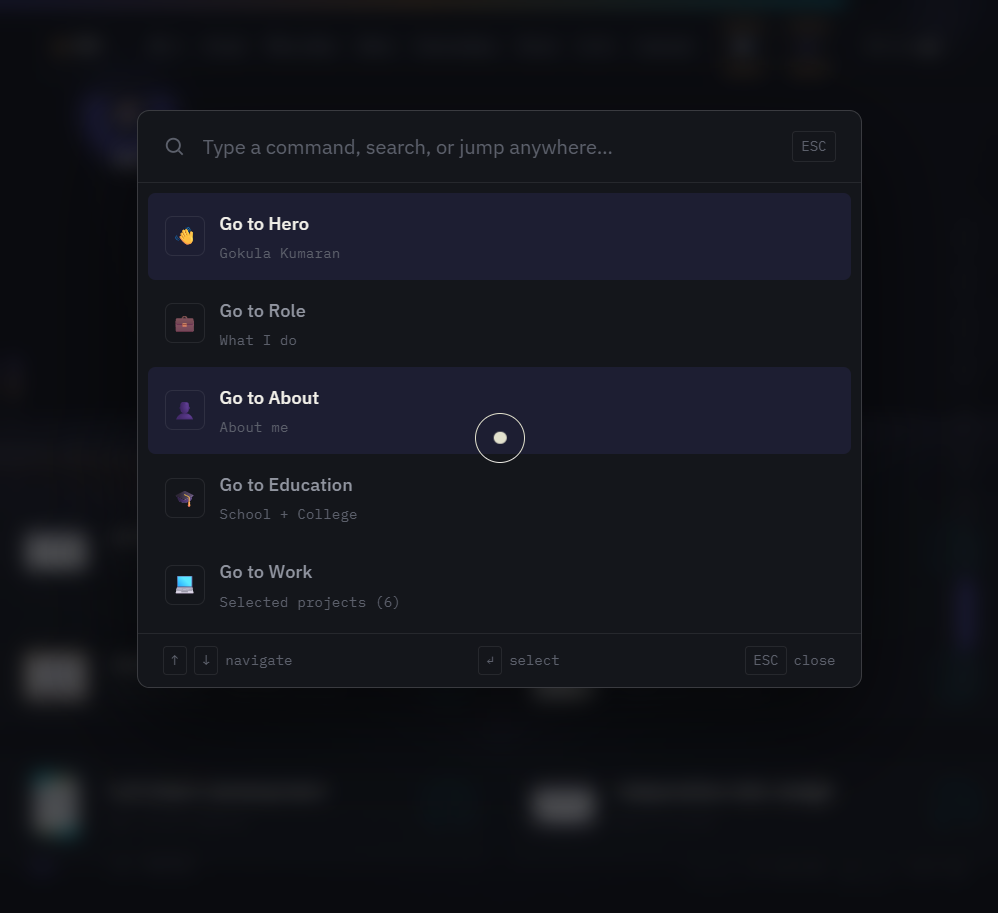 Type a command, search, or jump anywhere...
ESC
Go to Hero
Gokula Kumaran
Go to Role
What I do
Go to About
About me
Go to Education
School + College
Go to Work
Selected projects (6)
↑ ↓ navigate
↵ select
ESC close